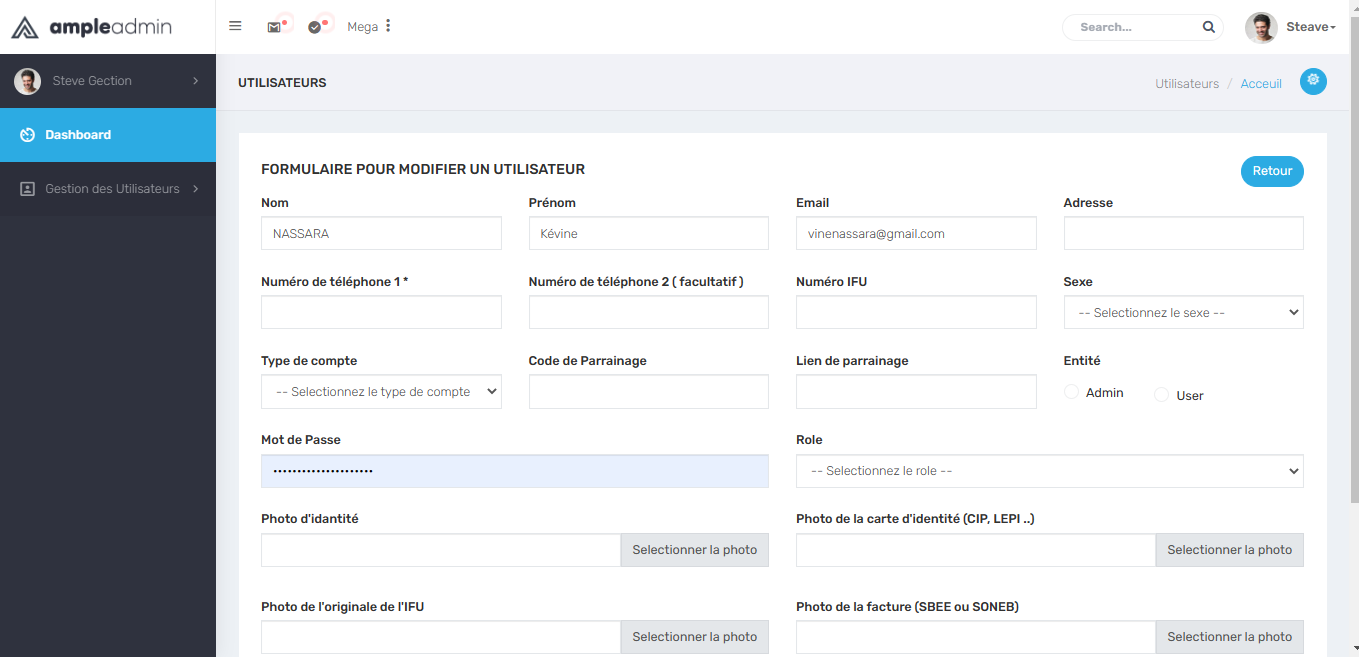 ampleadmin
Mega
Search...
Steave
Steve Gection
UTILISATEURS
Utilisateurs / Acceuil
Dashboard
Gestion des Utilisateurs
FORMULAIRE POUR MODIFIER UN UTILISATEUR
Retour
Nom Prénom Email Adresse
NASSARA Kévine vinenassara@gmail.com
Numéro de téléphone 1 * Numéro de téléphone 2 ( facultatif ) Numéro IFU Sexe
-- Selectionnez le sexe --
Type de compte Code de Parrainage Lien de parrainage Entité
-- Selectionnez le type de compte Admin User
Mot de Passe Role
••••••••••••••••••••• -- Selectionnez le role --
Photo d'idantité Photo de la carte d'identité (CIP, LEPI ..)
Selectionner la photo Selectionner la photo
Photo de l'originale de l'IFU Photo de la facture (SBEE ou SONEB)
Selectionner la photo Selectionner la photo